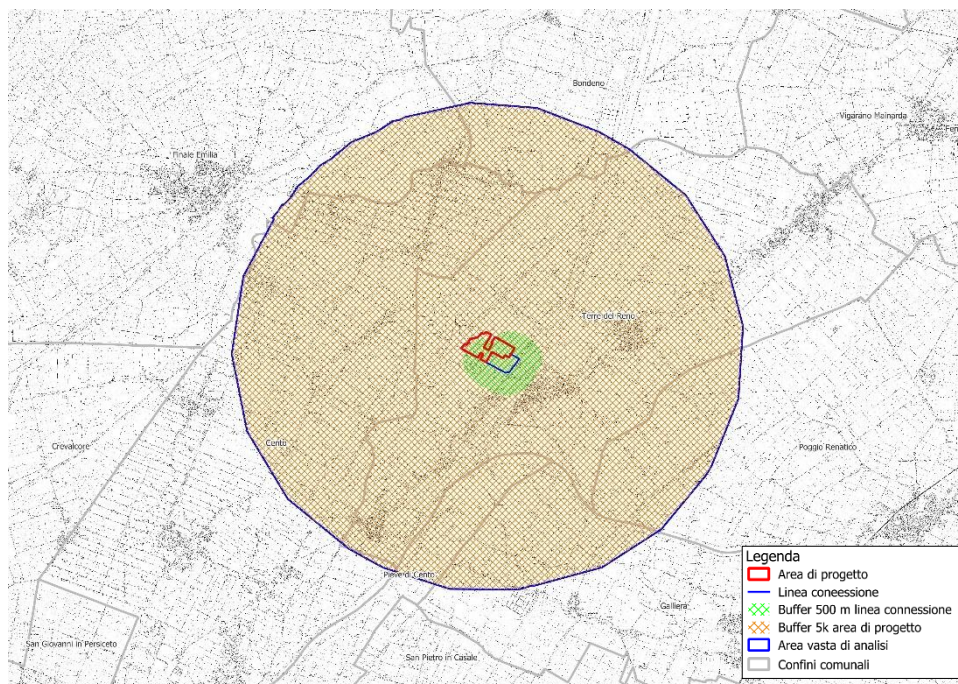 Bondeno
Vigarano Mainarda
Finale Emilia
Terre del Reno
Crevalcore
Cento
Poggio Renatico
Pieve di Cento
Galliera
San Giovanni in Persiceto
San Pietro in Casale
Legenda
Area di progetto
Linea coneessione
Buffer 500 m linea connessione
Buffer 5k area di progetto
Area vasta di analisi
Confini comunali